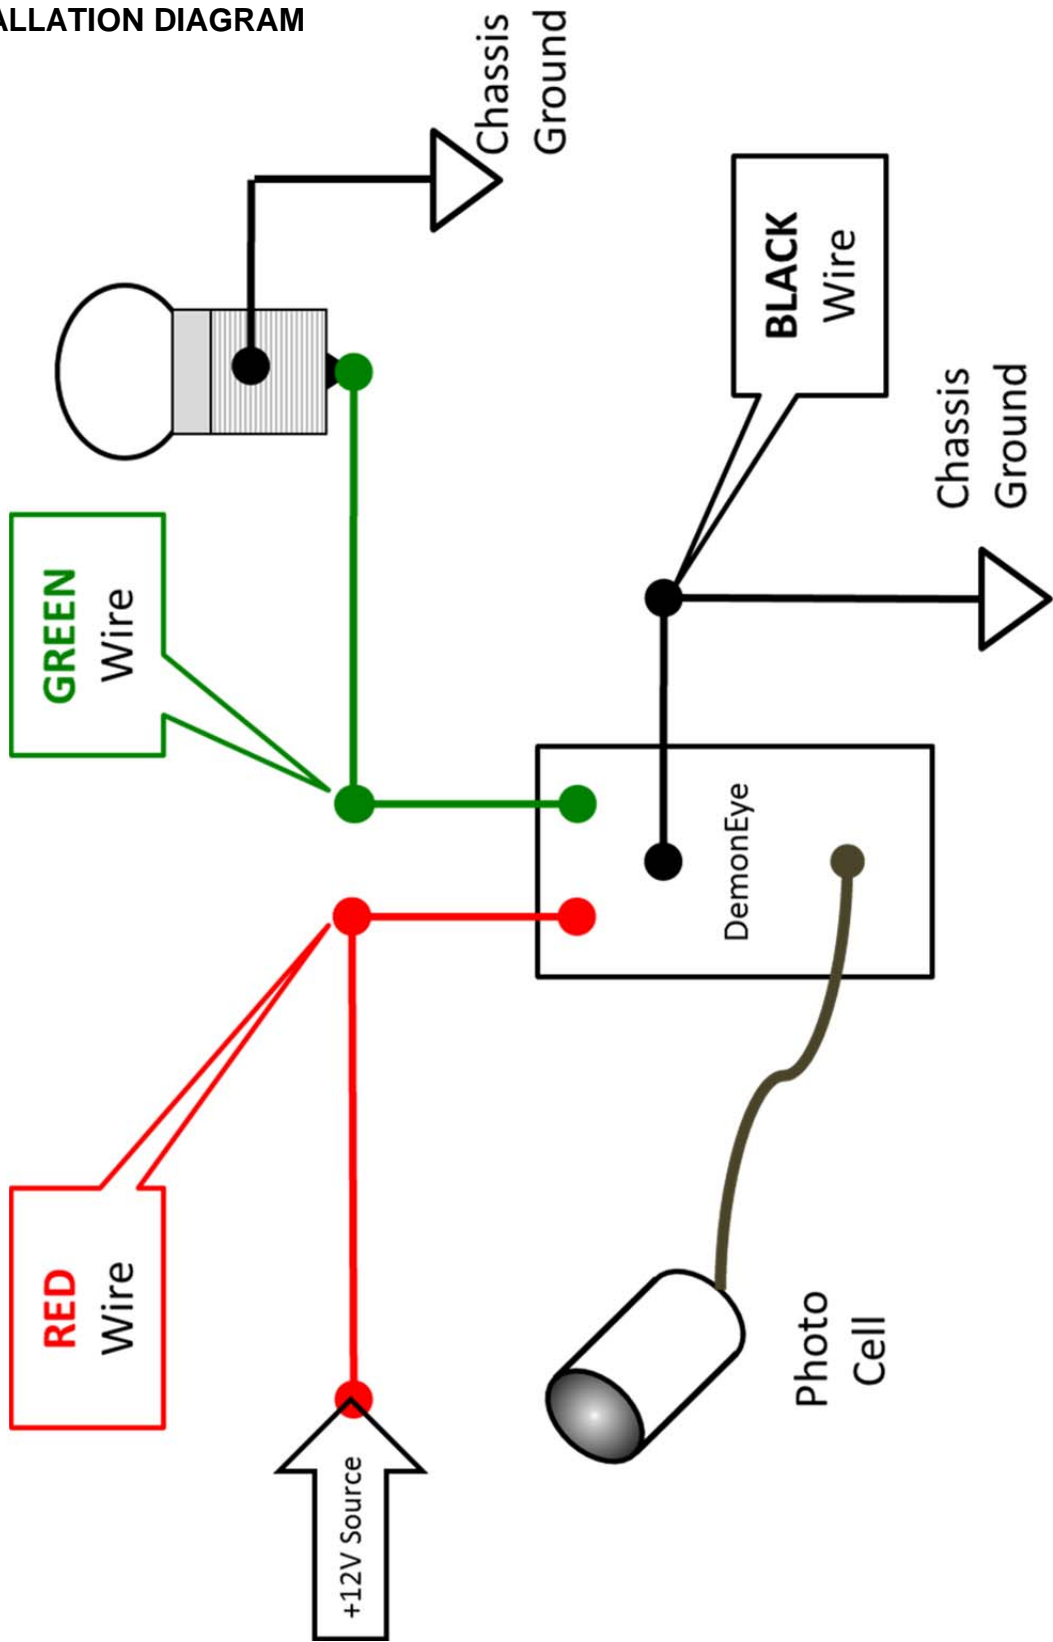 ALLATION DIAGRAM
Chassis
Ground
GREEN
Wire
BLACK
Wire
Chassis
Ground
DemonEye
RED
Wire
+12V Source
Photo
Cell